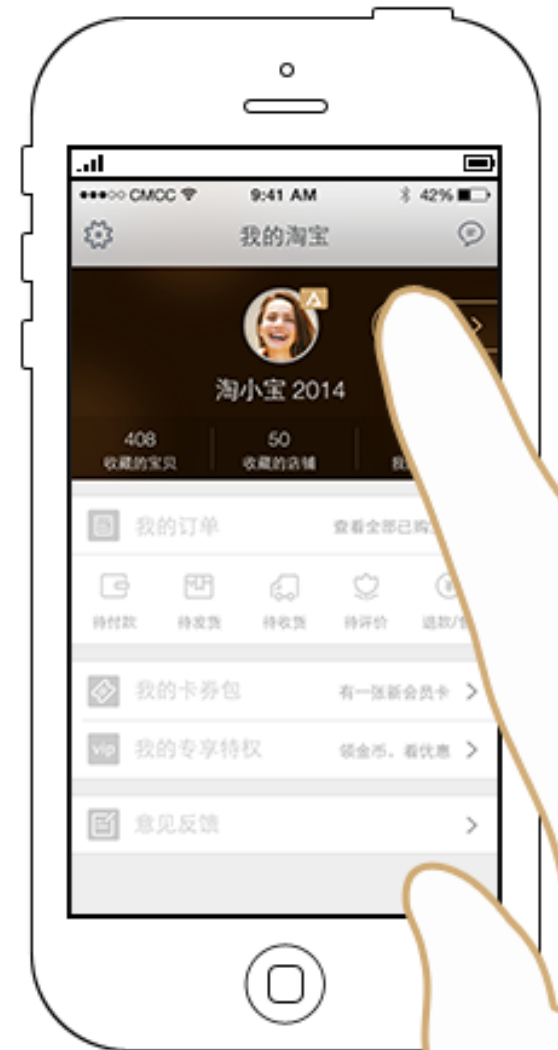 CMCC 9:41 AM 42%
我的淘宝
淘小宝 2014
408 50
收藏的宝贝 收藏的店铺
我的订单 查看全部已购
待付款 待发货 待收货 待评价 退款/
我的卡券包 有一张新会员卡
vip 我的专享特权 领金币，看优惠
意见反馈